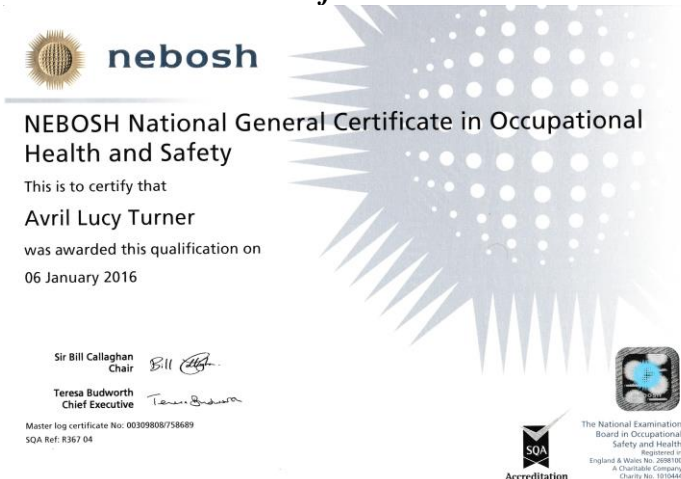 nebosh
NEBOSH National General Certificate in Occupational
Health and Safety
This is to certify that
Avril Lucy Turner
was awarded this qualification on
06 January 2016
Sir Bill Callaghan
Chair
Teresa Budworth
Chief Executive
Master log certificate No: 00309808/758689
SQA Ref: R367 04
SQA
Accreditation
The National Examination
Board in Occupational
Safety and Health
Registered in
England & Wales No. 2698100
A Charitable Company
Charity No. 1010444